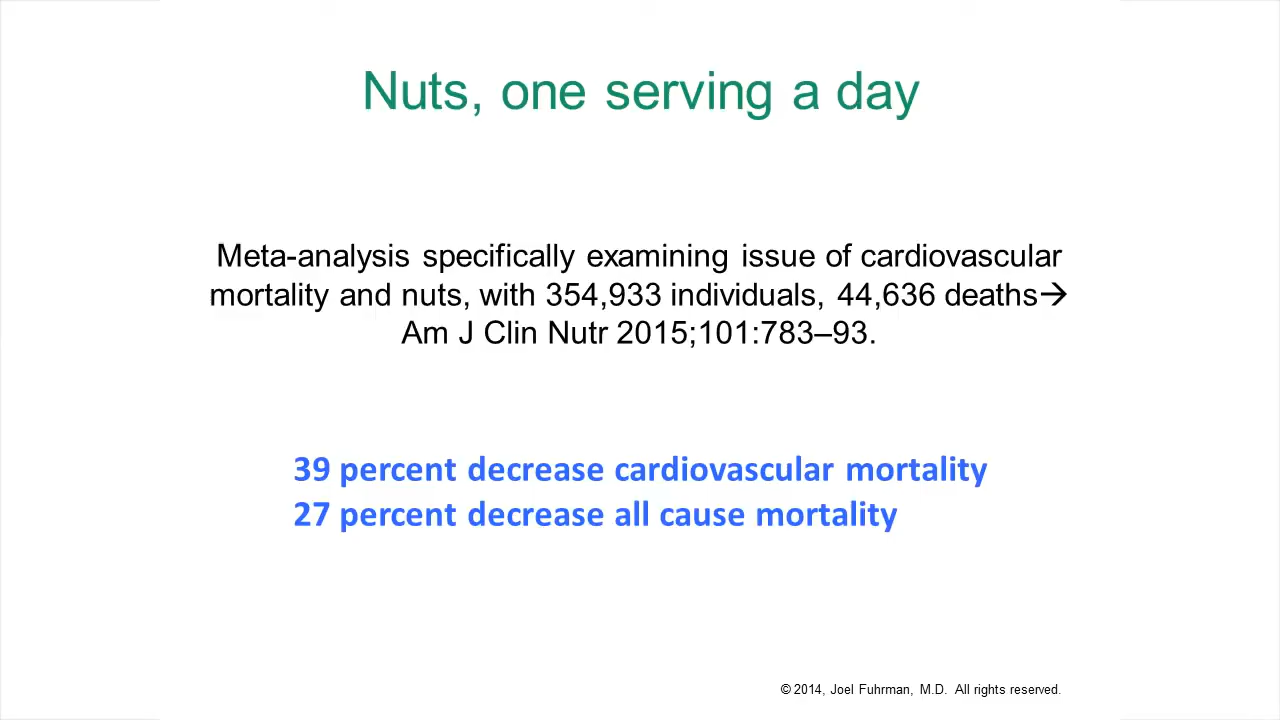 Nuts, one serving a day
Meta-analysis specifically examining issue of cardiovascular
mortality and nuts, with 354,933 individuals, 44,636 deaths→
Am J Clin Nutr 2015;101:783–93.
39 percent decrease cardiovascular mortality
27 percent decrease all cause mortality
© 2014, Joel Fuhrman, M.D. All rights reserved.